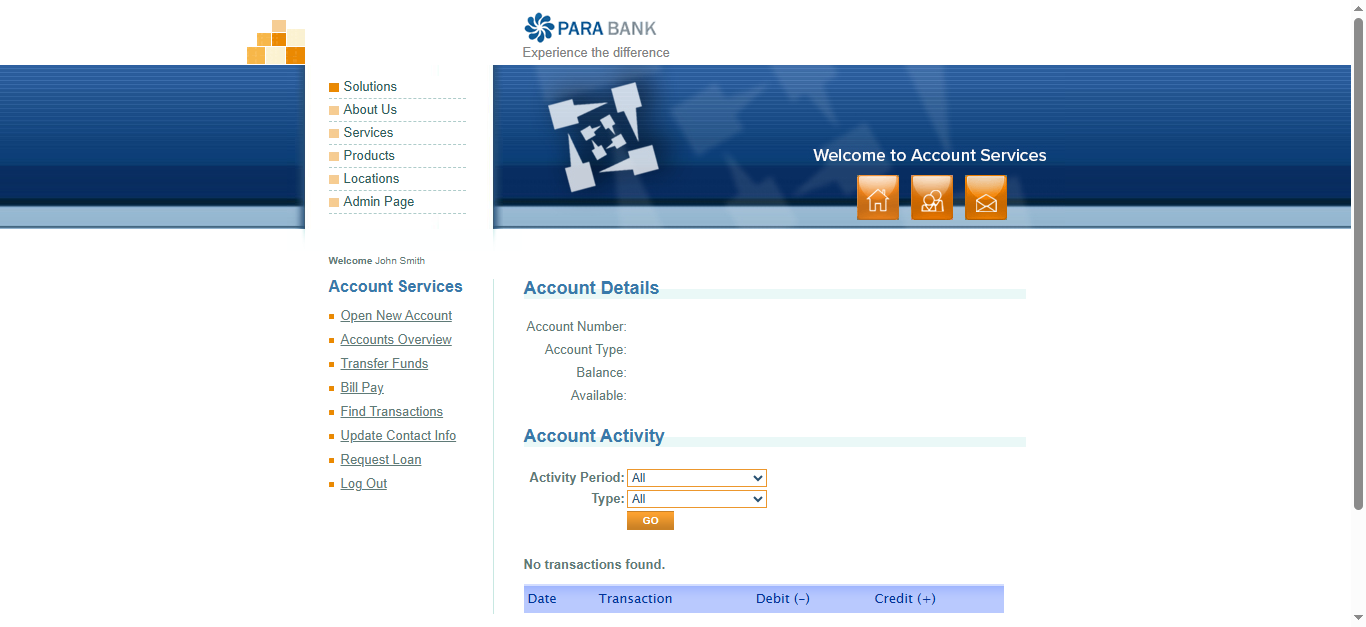 PARA BANK
Experience the difference
Solutions
About Us
Services
Products
Locations
Admin Page
Welcome to Account Services
Welcome John Smith
Account Services
Open New Account
Accounts Overview
Transfer Funds
Bill Pay
Find Transactions
Update Contact Info
Request Loan
Log Out
Account Details
Account Number:
Account Type:
Balance:
Available:
Account Activity
Activity Period: All
Type: All
GO
No transactions found.
Date Transaction Debit (-) Credit (+)